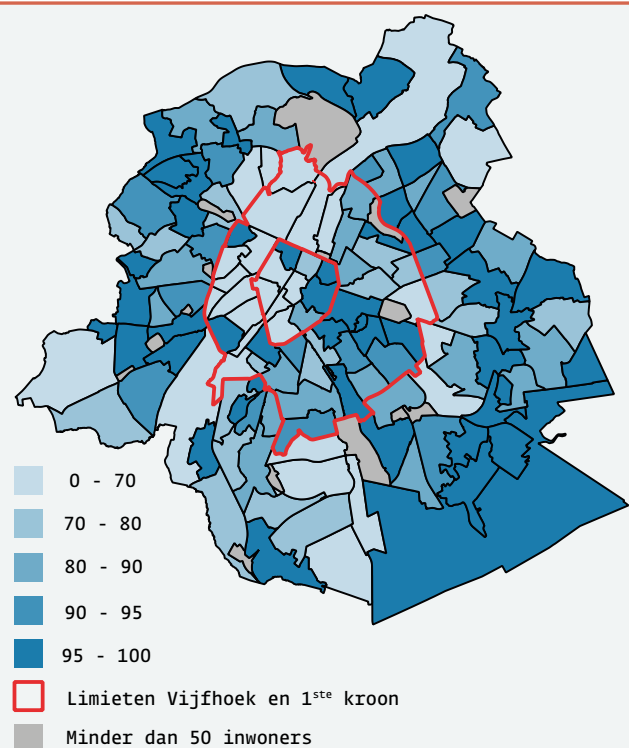 0 - 70
70 - 80
80 - 90
90 - 95
95 - 100
Limieten Vijfhoek en 1ste kroon
Minder dan 50 inwoners